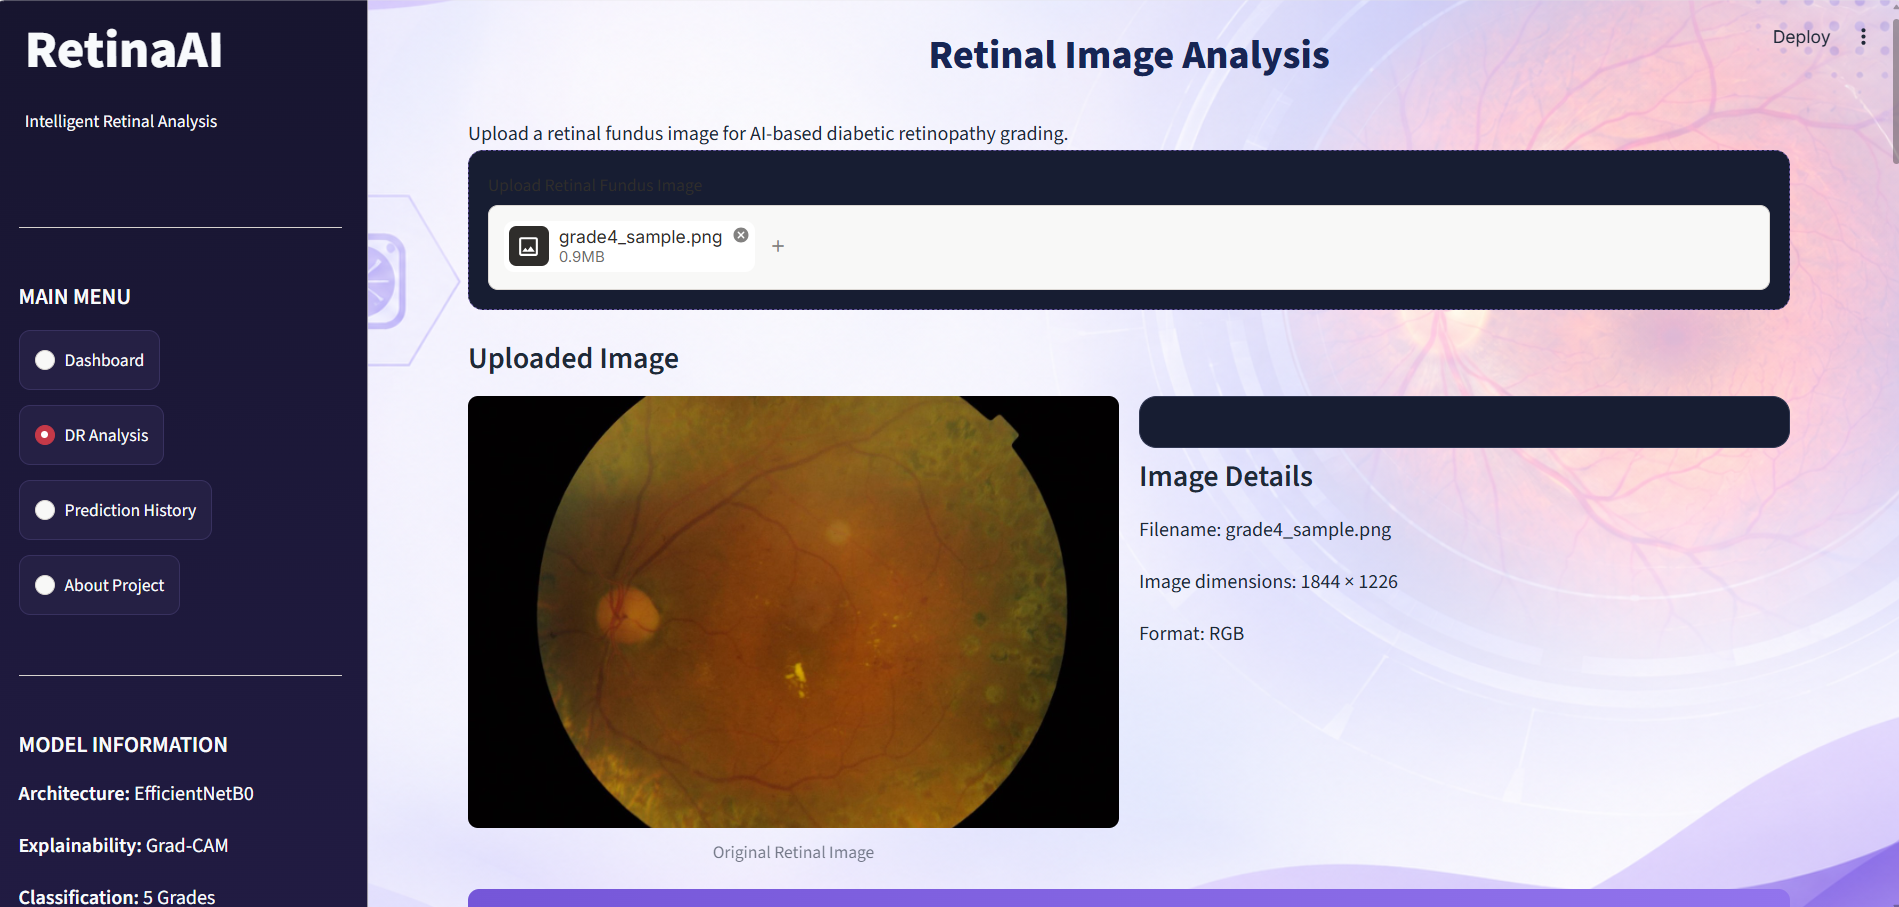 RetinaAI
Intelligent Retinal Analysis
MAIN MENU
Dashboard
DR Analysis
Prediction History
About Project
MODEL INFORMATION
Architecture: EfficientNetB0
Explainability: Grad-CAM
Classification: 5 Grades
Deploy
Retinal Image Analysis
Upload a retinal fundus image for AI-based diabetic retinopathy grading.
Upload Retinal Fundus Image
grade4_sample.png
0.9MB
Uploaded Image
Original Retinal Image
Image Details
Filename: grade4_sample.png
Image dimensions: 1844 × 1226
Format: RGB